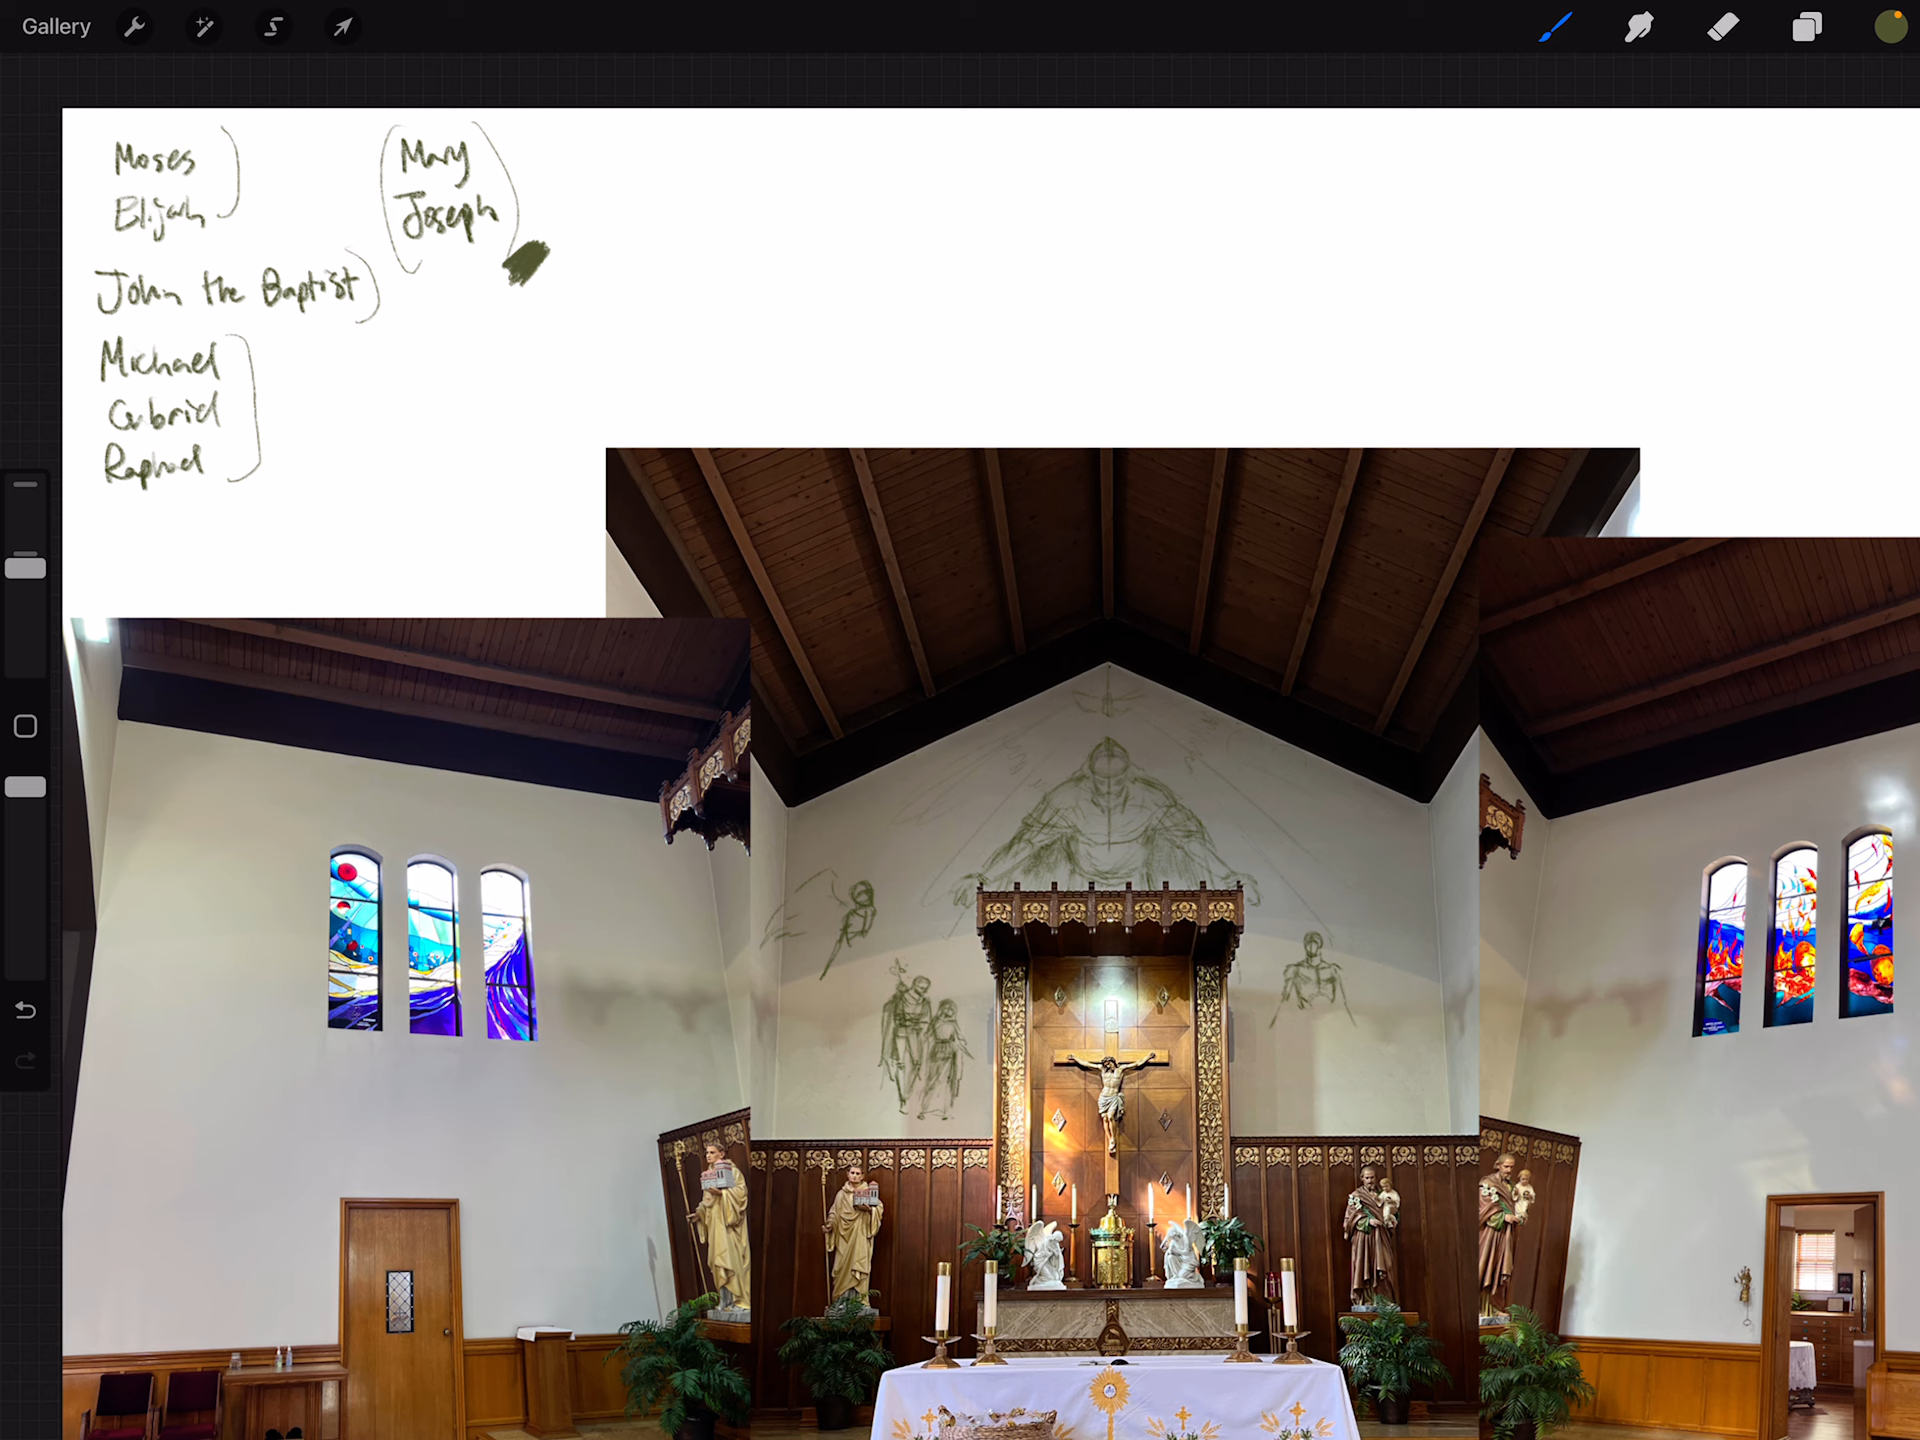 Gallery
Moses
Elijah
Mary
Joseph
John the Baptist
Michael
Gabriel
Raphael